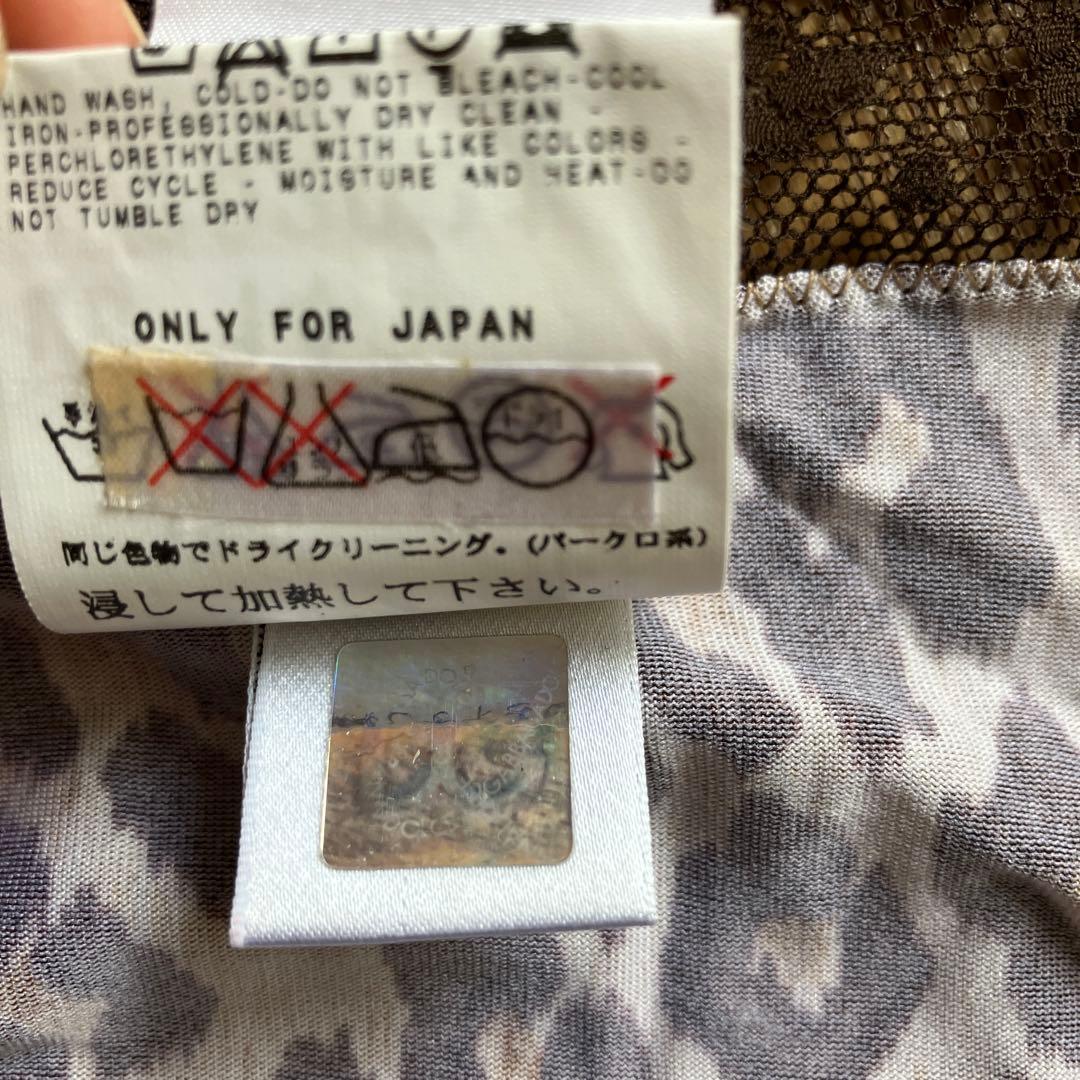 HAND WASH, COLD-DO NOT BLEACH-COOL
IRON-PROFESSIONALLY DRY CLEAN -
PERCHLORETHYLENE WITH LIKE COLORS -
REDUCE CYCLE - MOISTURE AND HEAT-DO
NOT TUMBLE DRY
ONLY FOR JAPAN
同じ色物でドライクリーニング。(パークロ系)
浸して加熱して下さい。